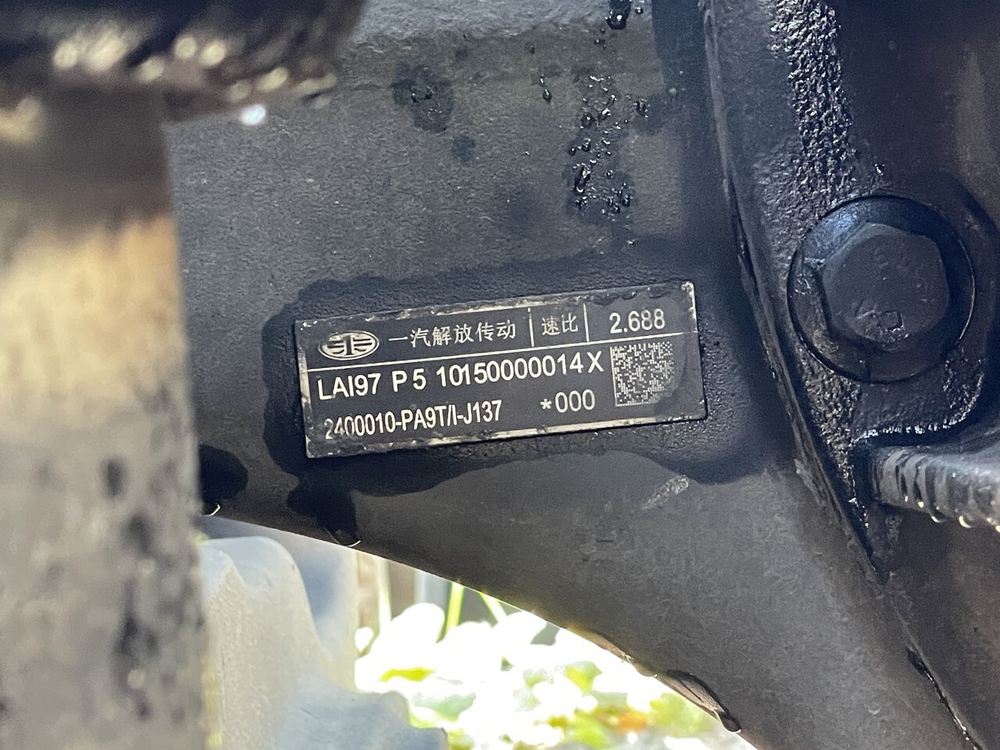 一汽解放传动 速比 2.688
LAI97 P5 10150000014X
2400010-PA9T/I-J137 *000